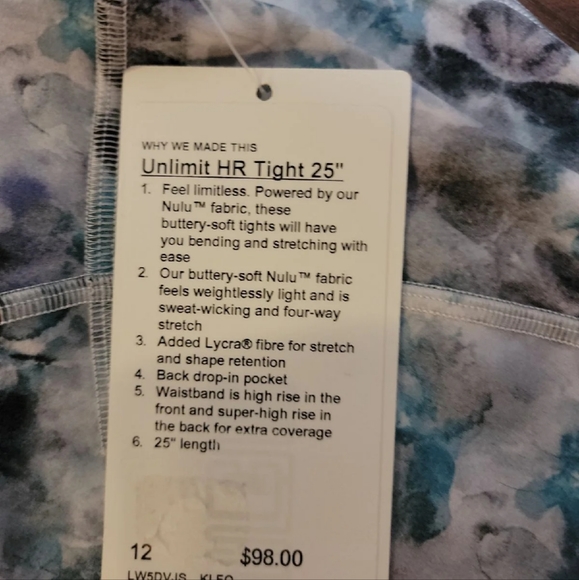 WHY WE MADE THIS
Unlimit HR Tight 25"
1. Feel limitless. Powered by our
Nulu™ fabric, these
buttery-soft tights will have
you bending and stretching with
ease
2. Our buttery-soft Nulu™ fabric
feels weightlessly light and is
sweat-wicking and four-way
stretch
3. Added Lycra® fibre for stretch
and shape retention
4. Back drop-in pocket
5. Waistband is high rise in the
front and super-high rise in
the back for extra coverage
6. 25" length
12 $98.00